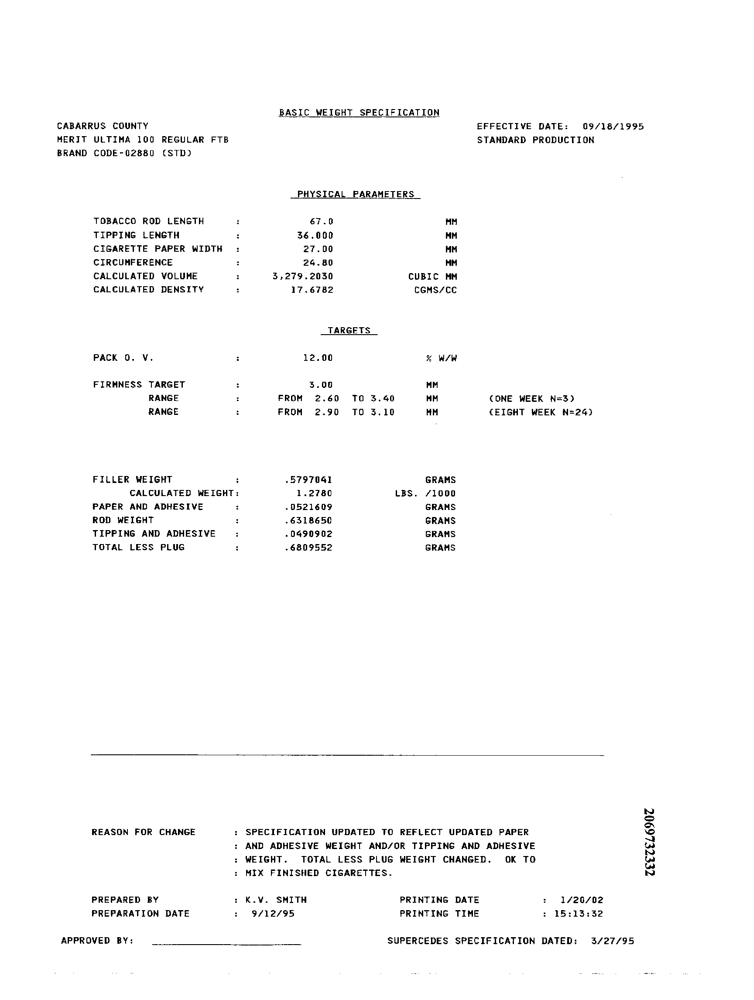 BASIC WEIGHT SPECIFICATION
CABARRUS COUNTY EFFECTIVE DATE: 09/18/1995
MERIT ULTIMA 100 REGULAR FTB STANDARD PRODUCTION
BRAND CODE-02880 (STD)
PHYSICAL PARAMETERS
TOBACCO ROD LENGTH : 67.0 MM
TIPPING LENGTH : 36.000 MM
CIGARETTE PAPER WIDTH : 27.00 MM
CIRCUMFERENCE : 24.80 MM
CALCULATED VOLUME : 3,279.2030 CUBIC MM
CALCULATED DENSITY : 17.6782 CGMS/CC
TARGETS
PACK O. V. : 12.00 % W/W
FIRMNESS TARGET : 3.00 MM
RANGE : FROM 2.60 TO 3.40 MM (ONE WEEK N=3)
RANGE : FROM 2.90 TO 3.10 MM (EIGHT WEEK N=24)
FILLER WEIGHT : .5797041 GRAMS
CALCULATED WEIGHT: 1.2780 LBS. /1000
PAPER AND ADHESIVE : .0521609 GRAMS
ROD WEIGHT : .6318650 GRAMS
TIPPING AND ADHESIVE : .0490902 GRAMS
TOTAL LESS PLUG : .6809552 GRAMS
REASON FOR CHANGE : SPECIFICATION UPDATED TO REFLECT UPDATED PAPER
: AND ADHESIVE WEIGHT AND/OR TIPPING AND ADHESIVE
: WEIGHT. TOTAL LESS PLUG WEIGHT CHANGED. OK TO
: MIX FINISHED CIGARETTES.
PREPARED BY : K.V. SMITH PRINTING DATE : 1/20/02
PREPARATION DATE : 9/12/95 PRINTING TIME : 15:13:32
APPROVED BY: SUPERCEDES SPECIFICATION DATED: 3/27/95
2069732332